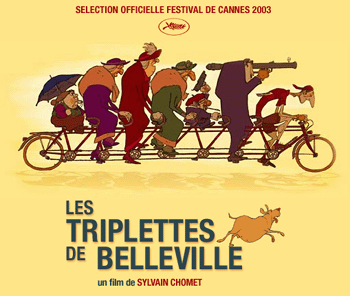 SELECTION OFFICIELLE FESTIVAL DE CANNES 2003
LES
TRIPLETTES
DE BELLEVILLE
un film de SYLVAIN CHOMET